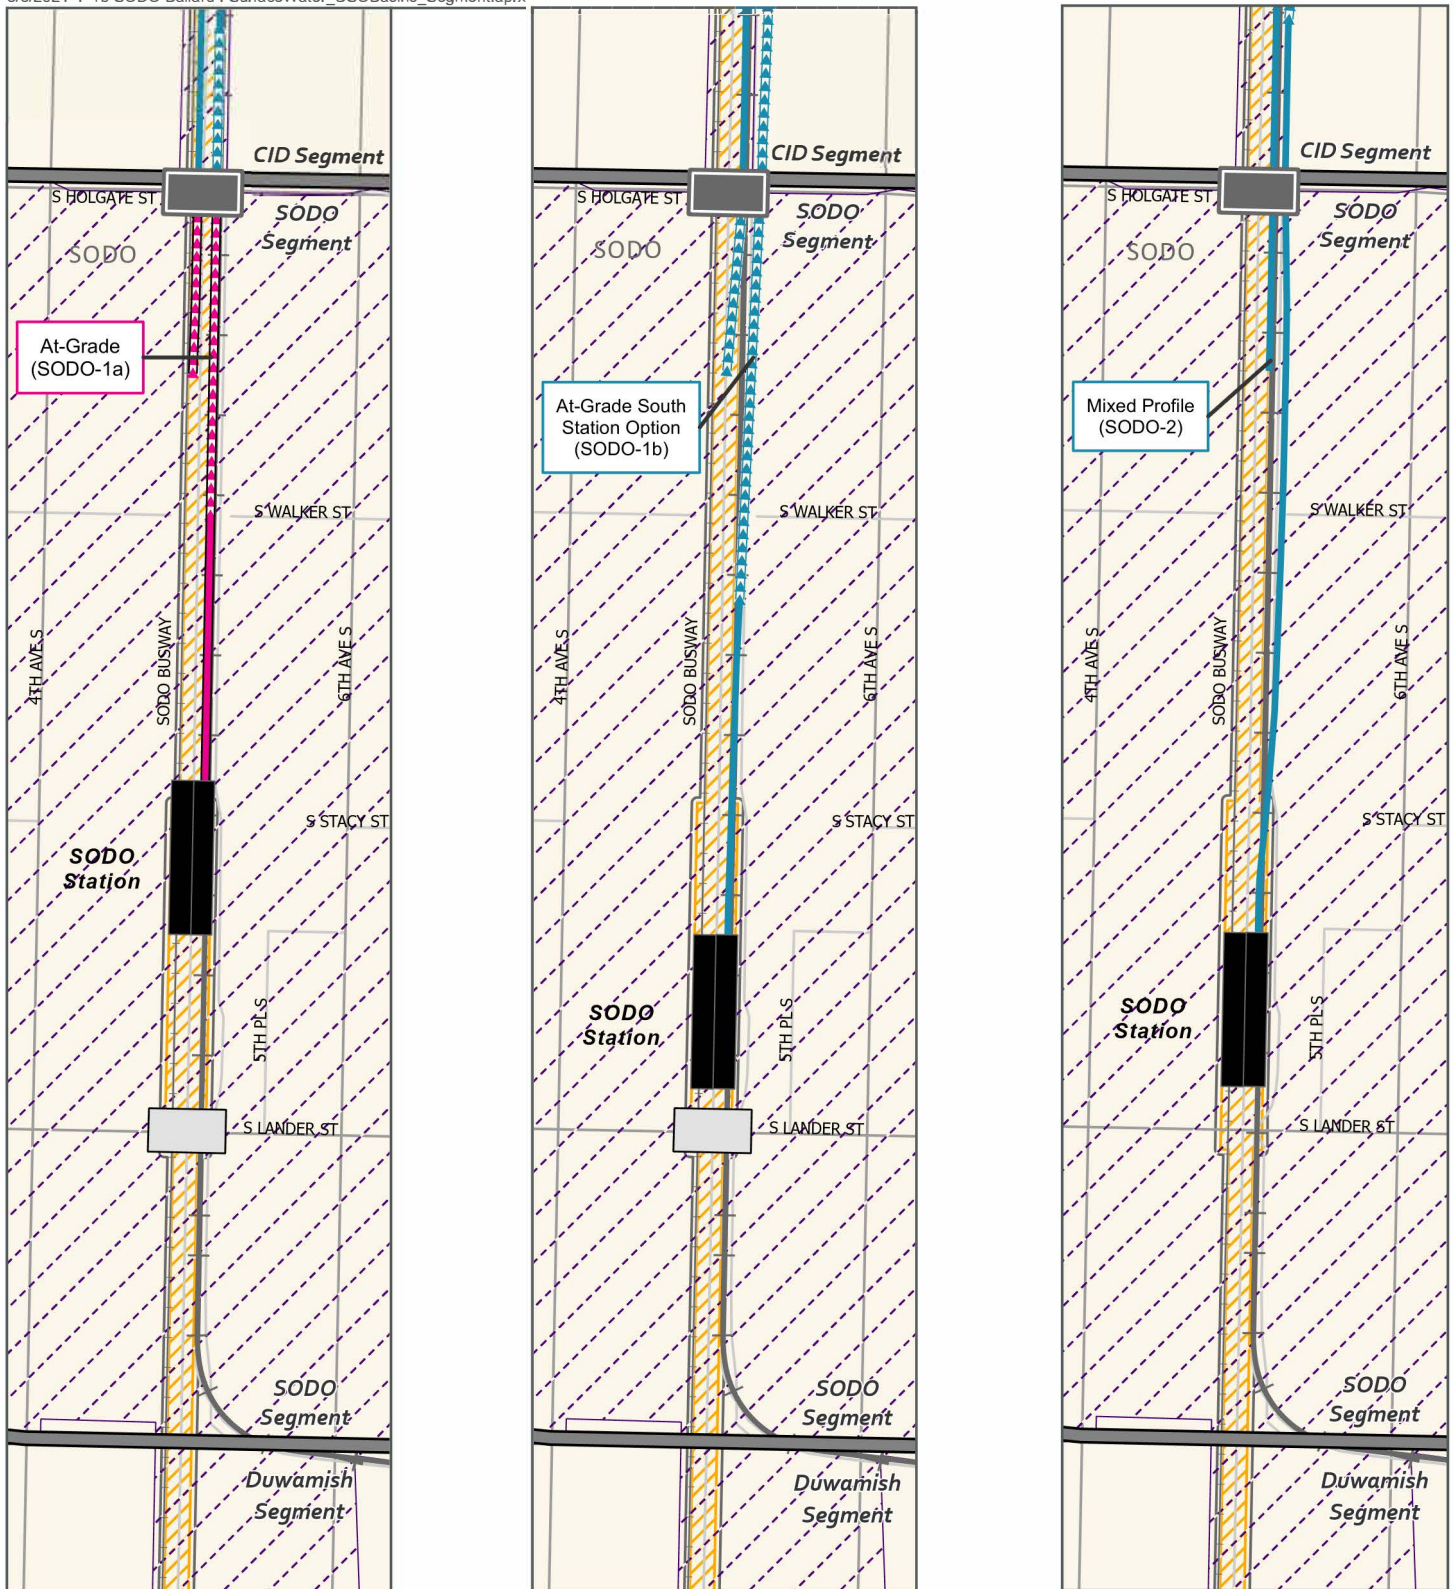 CID Segment
S HOLGATE ST
SODO
Segment
SODO
At-Grade
(SODO-1a)
S WALKER ST
4TH AVE S
SODO BUSWAY
6TH AVE S
S STACY ST
SODO
Station
5TH PL S
S LANDER ST
SODO
Segment
Duwamish
Segment
CID Segment
S HOLGATE ST
SODO
Segment
SODO
At-Grade South
Station Option
(SODO-1b)
S WALKER ST
4TH AVE S
SODO BUSWAY
6TH AVE S
S STACY ST
SODO
Station
5TH PL S
S LANDER ST
SODO
Segment
Duwamish
Segment
CID Segment
S HOLGATE ST
SODO
Segment
SODO
Mixed Profile
(SODO-2)
S WALKER ST
4TH AVE S
SODO BUSWAY
6TH AVE S
S STACY ST
SODO
Station
5TH PL S
S LANDER ST
SODO
Segment
Duwamish
Segment